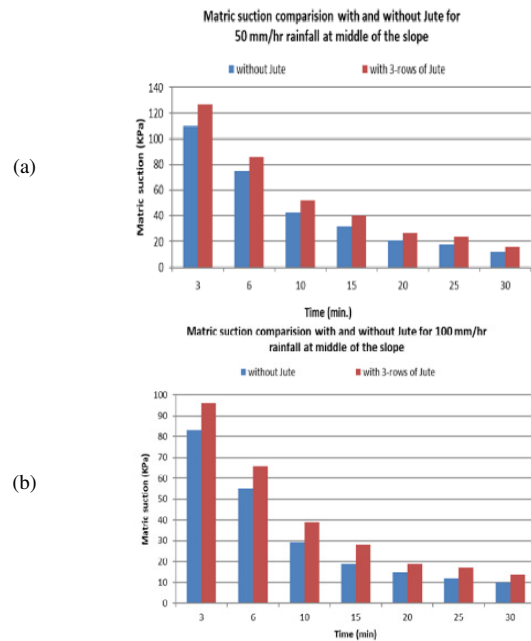 Matric suction comparision with and without Jute for
50 mm/hr rainfall at middle of the slope
without Jute with 3-rows of Jute
(a)
Matric suction (KPa)
140
120
100
80
60
40
20
0
3 6 10 15 20 25 30
Time (min.)
Matric suction comparision with and without Jute for 100 mm/hr
rainfall at middle of the slope
without Jute with 3-rows of Jute
(b)
Matric suction (KPa)
100
90
80
70
60
50
40
30
20
10
0
3 6 10 15 20 25 30
Time (min)